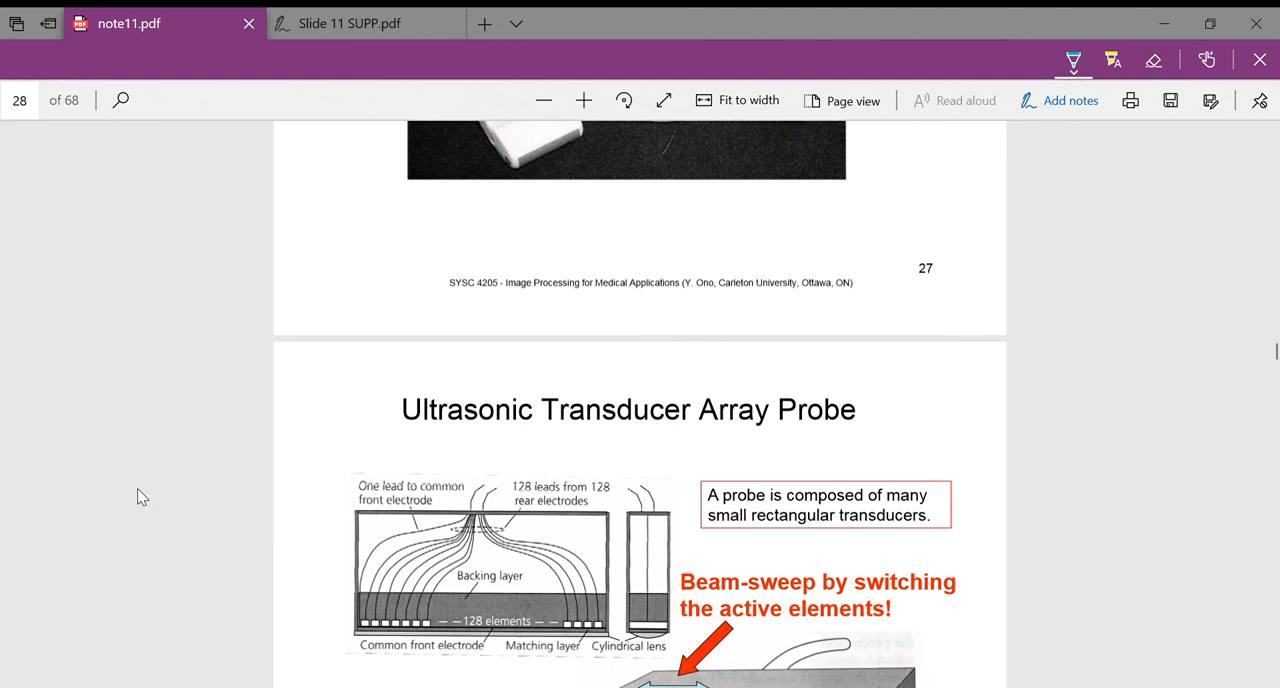 note11.pdf
Slide 11 SUPP.pdf
28 of 68
Fit to width
Page view
Read aloud
Add notes
27
SYSC 4205 - Image Processing for Medical Applications (Y. Ono, Carleton University, Ottawa, ON)
Ultrasonic Transducer Array Probe
One lead to common
front electrode
128 leads from 128
rear electrodes
Backing layer
128 elements
Common front electrode
Matching layer
Cylindrical lens
A probe is composed of many
small rectangular transducers.
Beam-sweep by switching
the active elements!